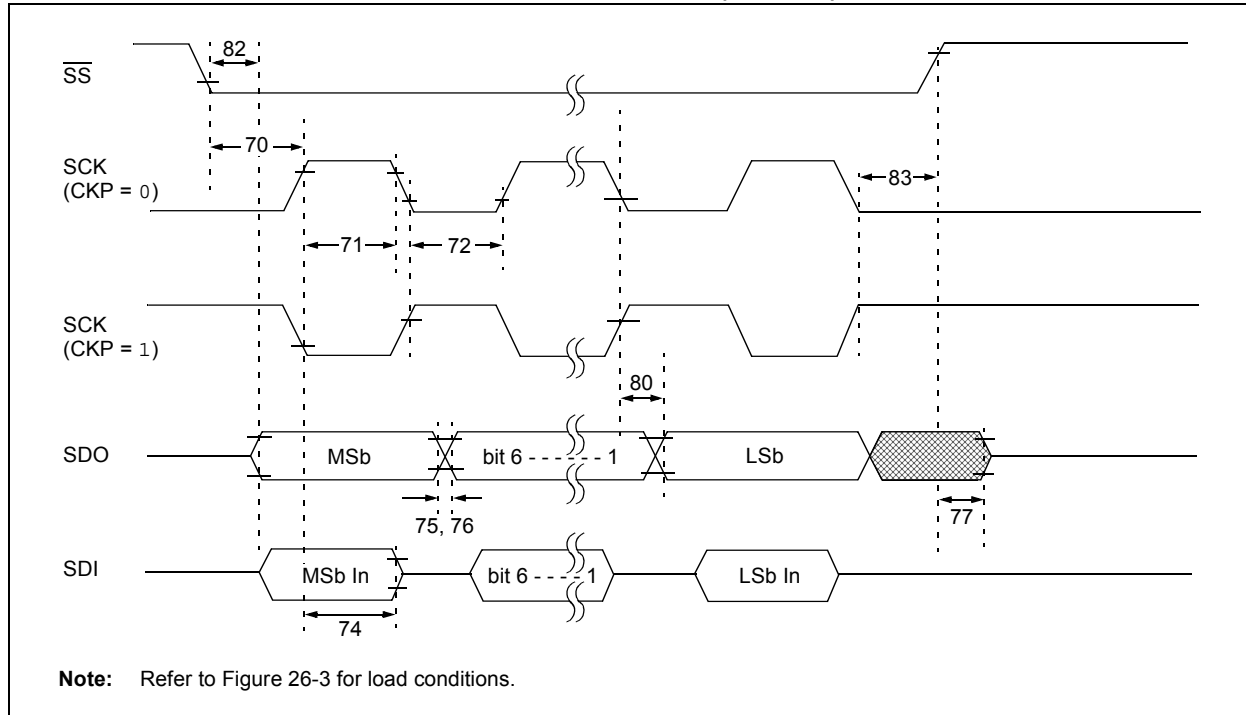 82
SS
70
SCK
(CKP = 0)
83
71
72
SCK
(CKP = 1)
80
SDO
MSb
bit 6 - - - - - - 1
LSb
75, 76
77
SDI
MSb In
bit 6 - - - - 1
LSb In
74
Note: Refer to Figure 26-3 for load conditions.